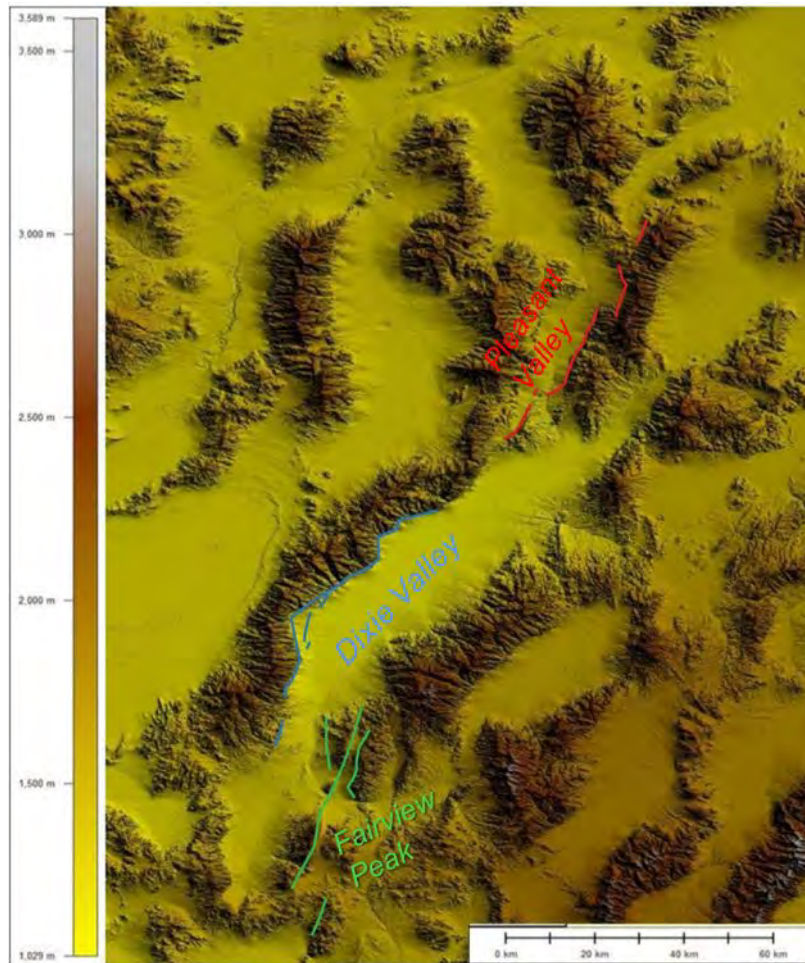 3,589 m
3,500 m
3,000 m
2,500 m
2,000 m
1,500 m
1,029 m
Pleasant
Valley
Dixie Valley
Fairview
Peak
0 km
20 km
40 km
60 km